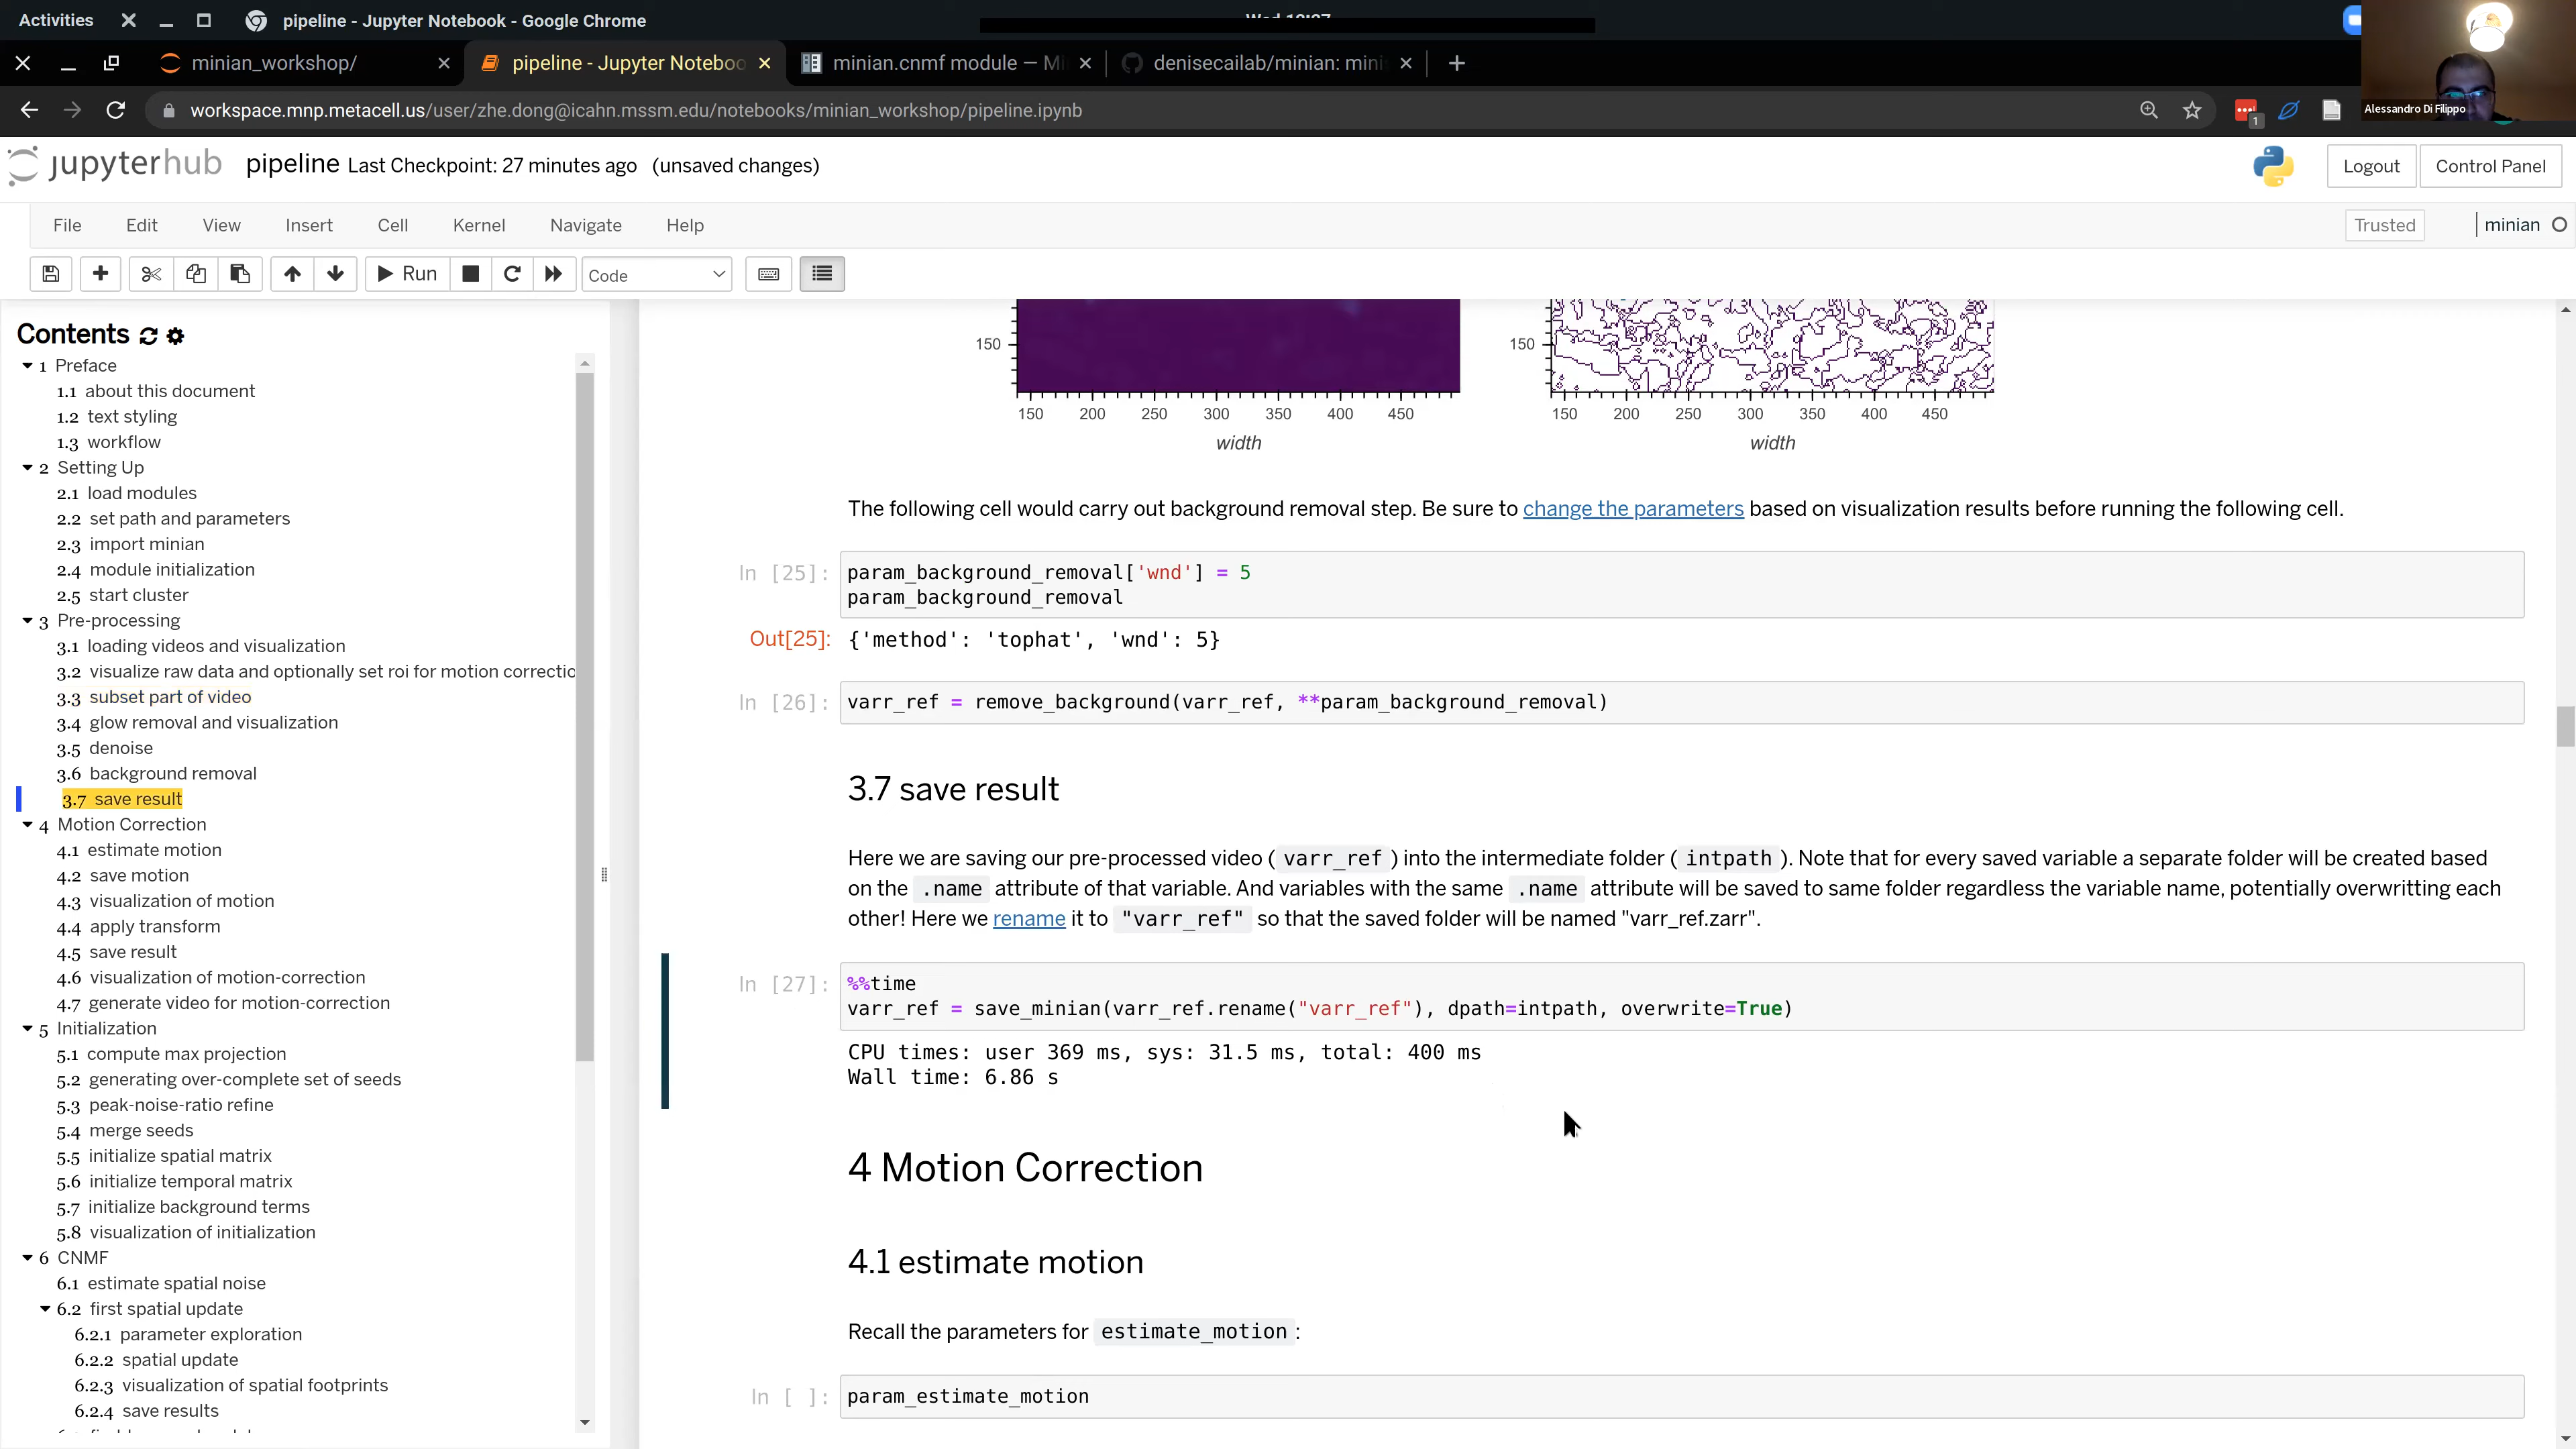 Activities
pipeline - Jupyter Notebook - Google Chrome
minian_workshop/
pipeline - Jupyter Noteboo
minian.cnmf module — Mi
denisecailab/minian: mini
workspace.mnp.metacell.us/user/zhe.dong@icahn.mssm.edu/notebooks/minian_workshop/pipeline.ipynb
1
Alessandro Di Filippo
jupyterhub pipeline Last Checkpoint: 27 minutes ago (unsaved changes)
Logout
Control Panel
File Edit View Insert Cell Kernel Navigate Help
Trusted
minian
Run
Code
Contents
1 Preface
1.1 about this document
1.2 text styling
1.3 workflow
2 Setting Up
2.1 load modules
2.2 set path and parameters
2.3 import minian
2.4 module initialization
2.5 start cluster
3 Pre-processing
3.1 loading videos and visualization
3.2 visualize raw data and optionally set roi for motion correctio
3.3 subset part of video
3.4 glow removal and visualization
3.5 denoise
3.6 background removal
3.7 save result
4 Motion Correction
4.1 estimate motion
4.2 save motion
4.3 visualization of motion
4.4 apply transform
4.5 save result
4.6 visualization of motion-correction
4.7 generate video for motion-correction
5 Initialization
5.1 compute max projection
5.2 generating over-complete set of seeds
5.3 peak-noise-ratio refine
5.4 merge seeds
5.5 initialize spatial matrix
5.6 initialize temporal matrix
5.7 initialize background terms
5.8 visualization of initialization
6 CNMF
6.1 estimate spatial noise
6.2 first spatial update
6.2.1 parameter exploration
6.2.2 spatial update
6.2.3 visualization of spatial footprints
6.2.4 save results
150
150 200 250 300 350 400 450
width
150
150 200 250 300 350 400 450
width
The following cell would carry out background removal step. Be sure to change the parameters based on visualization results before running the following cell.
In [25]: param_background_removal['wnd'] = 5
param_background_removal
Out[25]: {'method': 'tophat', 'wnd': 5}
In [26]: varr_ref = remove_background(varr_ref, **param_background_removal)
3.7 save result
Here we are saving our pre-processed video ( varr_ref ) into the intermediate folder ( intpath ). Note that for every saved variable a separate folder will be created based
on the .name attribute of that variable. And variables with the same .name attribute will be saved to same folder regardless the variable name, potentially overwritting each
other! Here we rename it to "varr_ref" so that the saved folder will be named "varr_ref.zarr".
In [27]: %%time
varr_ref = save_minian(varr_ref.rename("varr_ref"), dpath=intpath, overwrite=True)
CPU times: user 369 ms, sys: 31.5 ms, total: 400 ms
Wall time: 6.86 s
4 Motion Correction
4.1 estimate motion
Recall the parameters for estimate_motion :
In [ ]: param_estimate_motion